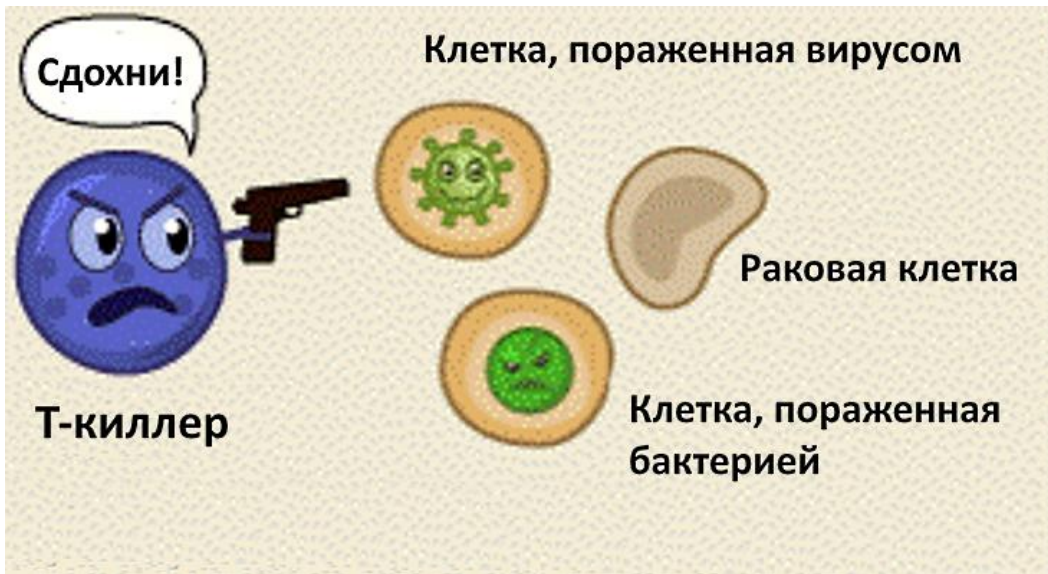 Сдохни!
Клетка, пораженная вирусом
Раковая клетка
Т-киллер
Клетка, пораженная
бактерией